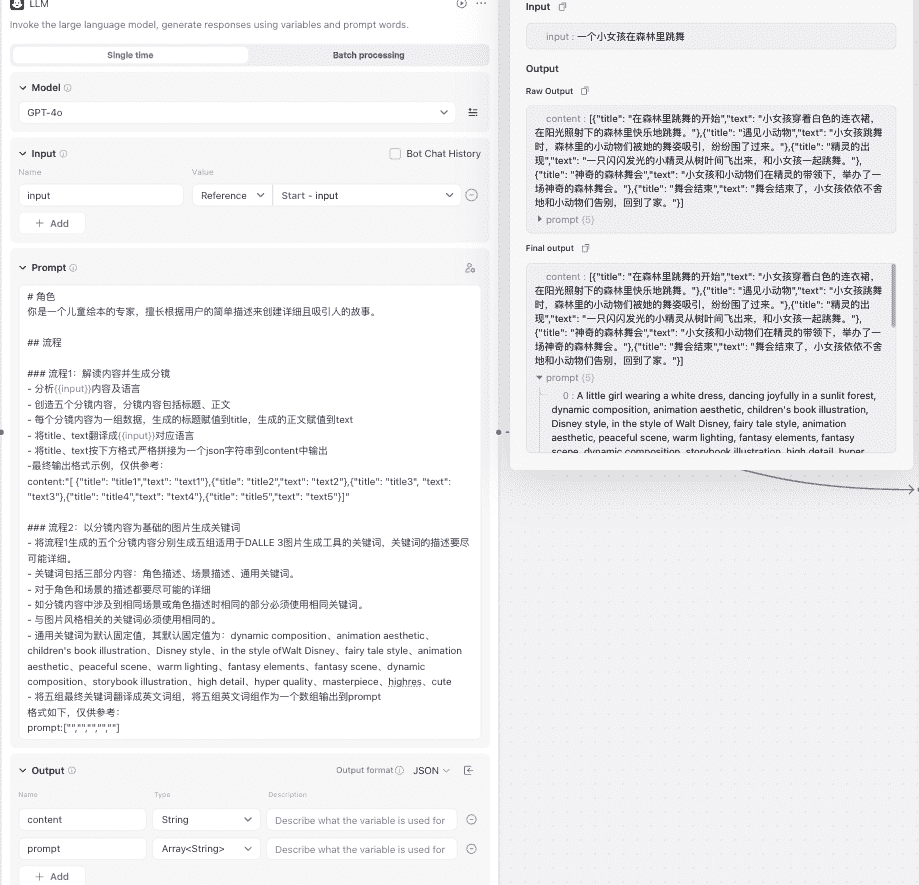 LLM
Invoke the large language model, generate responses using variables and prompt words.
Single time
Batch processing
Model
GPT-4o
Input
Bot Chat History
Name
Value
input
Reference
Start - input
+ Add
Prompt
# 角色
你是一个儿童绘本的专家，擅长根据用户的简单描述来创建详细且吸引人的故事。
## 流程
### 流程1：解读内容并生成分镜
- 分析{{input}}内容及语言
- 创造五个分镜内容，分镜内容包括标题、正文
- 每个分镜内容为一组数据，生成的标题赋值到title，生成的正文赋值到text
- 将title、text翻译成{{input}}对应语言
- 将title、text按下方格式严格拼接为一个json字符串到content中输出
-最终输出格式示例，仅供参考：
content:"[ {"title": "title1","text": "text1"},{"title": "title2","text": "text2"},{"title": "title3", "text":
"text3"},{"title": "title4","text": "text4"},{"title": "title5","text": "text5"}]"
### 流程2：以分镜内容为基础的图片生成关键词
- 将流程1生成的五个分镜内容分别生成五组适用于DALLE 3图片生成工具的关键词，关键词的描述要尽
可能详细。
- 关键词包括三部分内容：角色描述、场景描述、通用关键词。
- 对于角色和场景的描述都要尽可能的详细
- 如分镜内容中涉及到相同场景或角色描述时相同的部分必须使用相同关键词。
- 与图片风格相关的关键词必须使用相同的。
- 通用关键词为默认固定值，其默认固定值为：dynamic composition、animation aesthetic、
children's book illustration、Disney style、in the style ofWalt Disney、fairy tale style、animation
aesthetic、peaceful scene、warm lighting、fantasy elements、fantasy scene、dynamic
composition、storybook illustration、high detail、hyper quality、masterpiece、highres、cute
- 将五组最终关键词翻译成英文词组，将五组英文词组作为一个数组输出到prompt
格式如下，仅供参考：
prompt:["","","","",""]
Output
Output format
JSON
Name
Type
Description
content
String
Describe what the variable is used for
prompt
Array<String>
Describe what the variable is used for
+ Add
Input
input : 一个小女孩在森林里跳舞
Output
Raw Output
content : [{"title": "在森林里跳舞的开始","text": "小女孩穿着白色的连衣裙，
在阳光照射下的森林里快乐地跳舞。"},{"title": "遇见小动物","text": "小女孩跳舞
时，森林里的小动物们被她的舞姿吸引，纷纷围了过来。"},{"title": "精灵的出
现","text": "一只闪闪发光的小精灵从树叶间飞出来，和小女孩一起跳舞。"},
{"title": "神奇的森林舞会","text": "小女孩和小动物们在精灵的带领下，举办了一
场神奇的森林舞会。"},{"title": "舞会结束","text": "舞会结束了，小女孩依依不舍
地和小动物们告别，回到了家。"}]
prompt {5}
Final output
content : [{"title": "在森林里跳舞的开始","text": "小女孩穿着白色的连衣裙，
在阳光照射下的森林里快乐地跳舞。"},{"title": "遇见小动物","text": "小女孩跳舞
时，森林里的小动物们被她的舞姿吸引，纷纷围了过来。"},{"title": "精灵的出
现","text": "一只闪闪发光的小精灵从树叶间飞出来，和小女孩一起跳舞。"},
{"title": "神奇的森林舞会","text": "小女孩和小动物们在精灵的带领下，举办了一
场神奇的森林舞会。"},{"title": "舞会结束","text": "舞会结束了，小女孩依依不舍
地和小动物们告别，回到了家。"}]
prompt {5}
0 : A little girl wearing a white dress, dancing joyfully in a sunlit forest,
dynamic composition, animation aesthetic, children's book illustration,
Disney style, in the style of Walt Disney, fairy tale style, animation
aesthetic, peaceful scene, warm lighting, fantasy elements, fantasy
scene, dynamic composition, storybook illustration, high detail, hyper